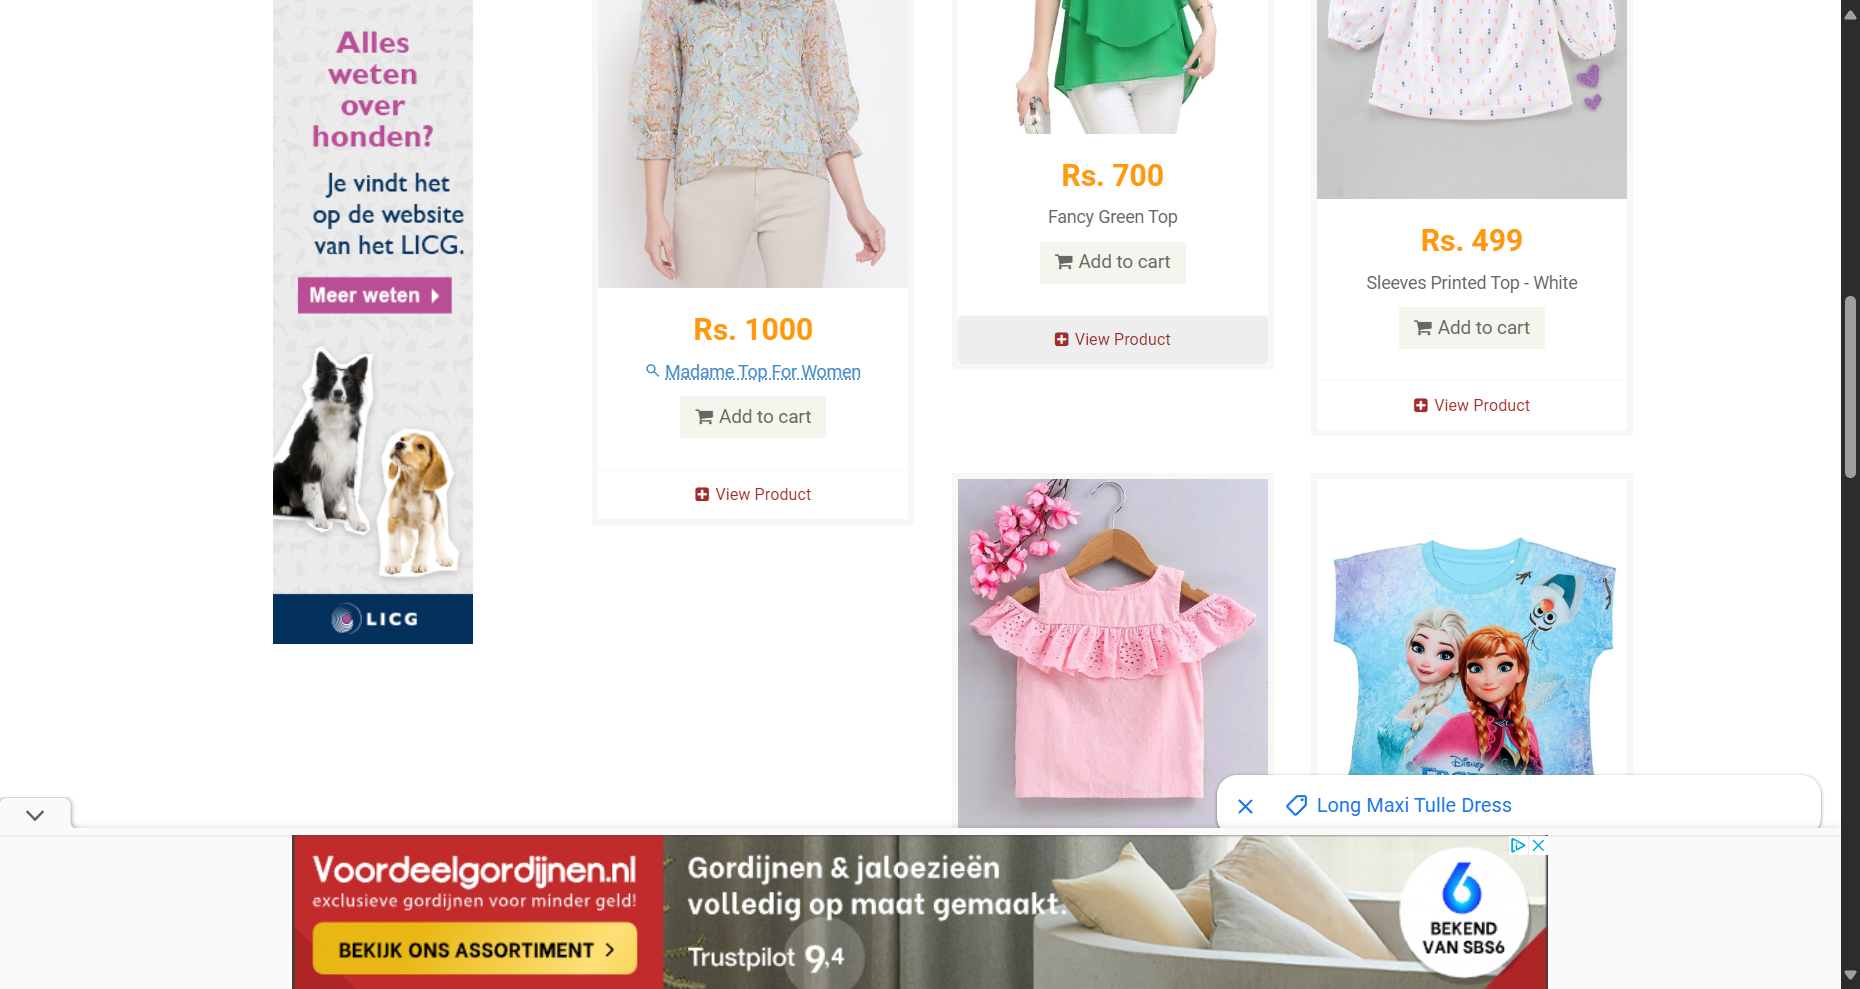 Alles
weten
over
honden?
Je vindt het
op de website
van het LICG.
Meer weten
LICG
Rs. 1000
Madame Top For Women
Add to cart
View Product
Rs. 700
Fancy Green Top
Add to cart
View Product
Rs. 499
Sleeves Printed Top - White
Add to cart
View Product
Disney
Long Maxi Tulle Dress
Voordeelgordijnen.nl
exclusieve gordijnen voor minder geld!
BEKIJK ONS ASSORTIMENT
Gordijnen & jaloezieën
volledig op maat gemaakt.
Trustpilot 9,4
6
BEKEND
VAN SBS6